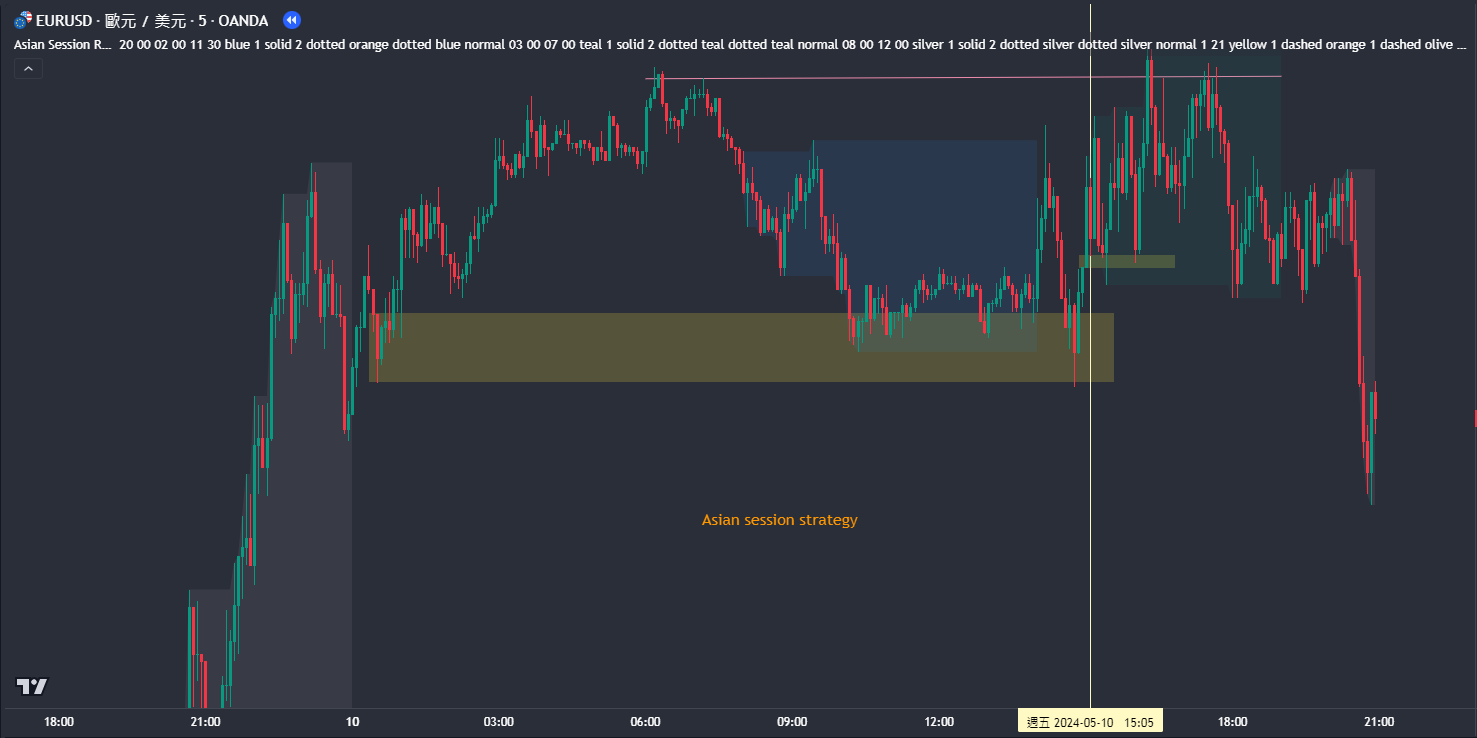 EURUSD · 歐元 / 美元 · 5 · OANDA
Asian Session R... 20 00 02 00 11 30 blue 1 solid 2 dotted orange dotted blue normal 03 00 07 00 teal 1 solid 2 dotted teal dotted teal normal 08 00 12 00 silver 1 solid 2 dotted silver dotted silver normal 1 21 yellow 1 dashed orange 1 dashed olive ...
Asian session strategy
18:00 21:00 10 03:00 06:00 09:00 12:00 週五 2024-05-10 15:05 18:00 21:00